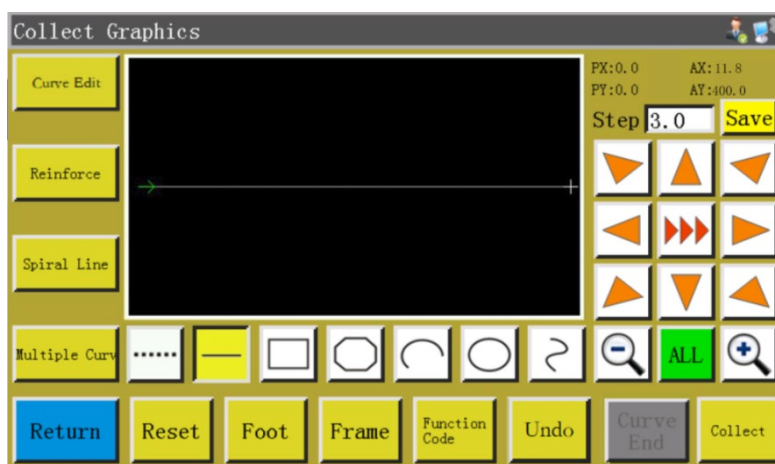 Collect Graphics
Curve Edit
PX:0.0 AX:11.8
PY:0.0 AY:400.0
Step 3.0 Save
Reinforce
Spiral Line
Multiple Curv
ALL
Return Reset Foot Frame Function Code Undo Curve End Collect